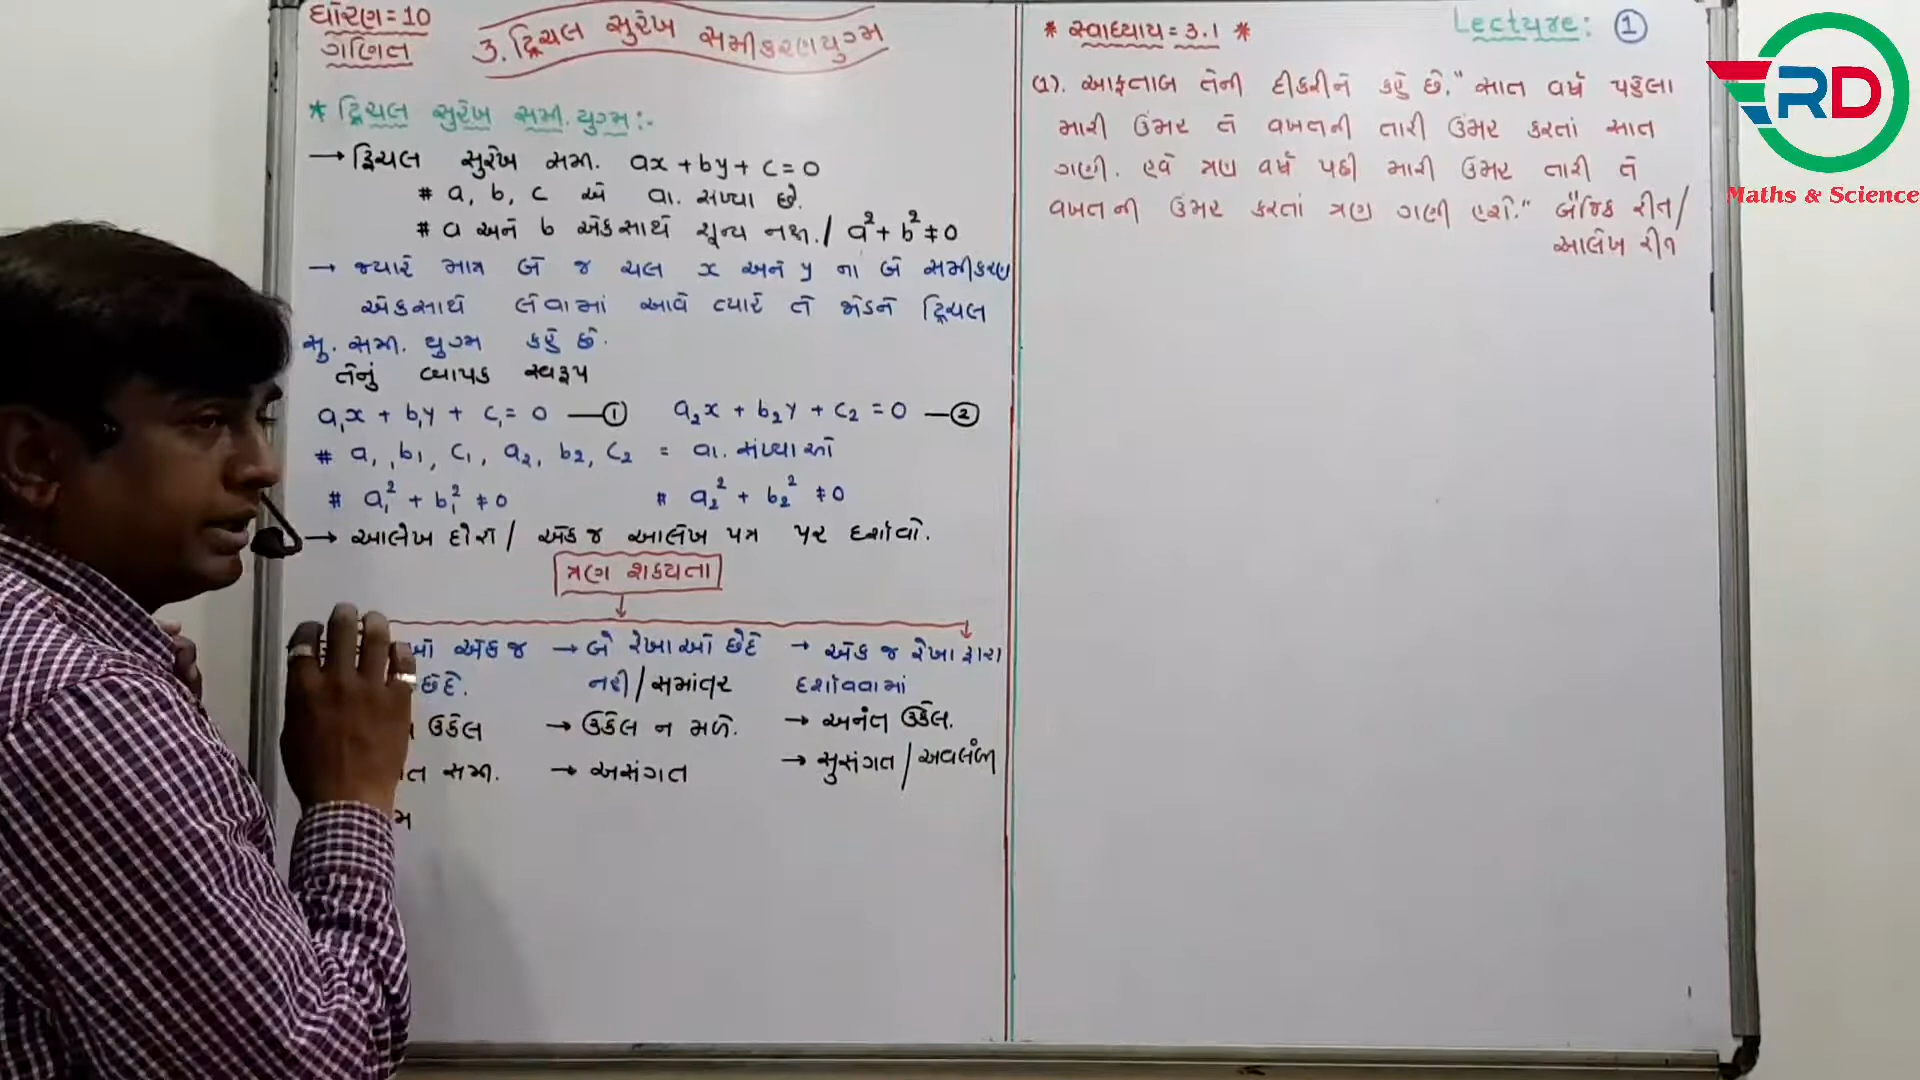 ધોરણ = 10
ગણિત
3. દ્વિચલ સુરેખ સમીકરણયુગ્મ
* દ્વિચલ સુરેખ સમી. યુગ્મ :-
→ દ્વિચલ સુરેખ સમી. ax + by + c = 0
# a, b, c એ વા. સંખ્યા છે.
# a અને b એકસાથે શૂન્ય નથી. / a² + b² ≠ 0
→ જ્યારે માત્ર બે જ ચલ x અને y ના બે સમીકરણ
એકસાથે લેવામાં આવે ત્યારે તે જોડને દ્વિચલ
સુ. સમી. યુગ્મ કહે છે.
તેનું વ્યાપક સ્વરૂપ
a₁x + b₁y + c₁ = 0 —① a₂x + b₂y + c₂ = 0 —②
# a₁, b₁, c₁, a₂, b₂, c₂ = વા. સંખ્યાઓ
# a₁² + b₁² ≠ 0 # a₂² + b₂² ≠ 0
→ આલેખ દોરો / એક જ આલેખ પત્ર પર દર્શાવો.
ત્રણ શક્યતા
ઓ એક જ
છેદે.
ઉકેલ
ત સમી.
મ
→ બે રેખાઓ છેદે
નહી / સમાંતર
→ ઉકેલ ન મળે.
→ અસંગત
→ એક જ રેખા દ્વારા
દર્શાવવામાં
→ અનંત ઉકેલ.
→ સુસંગત / અવલંબી
* સ્વાધ્યાય = 3.1 *
Lecture: ①
(1). આફતાબ તેની દીકરીને કહે છે, "સાત વર્ષ પહેલા
મારી ઉંમર તે વખતની તારી ઉંમર કરતાં સાત
ગણી. હવે ત્રણ વર્ષ પછી મારી ઉંમર તારી તે
વખતની ઉંમર કરતાં ત્રણ ગણી હશે." બૈજિક રીત /
આલેખ રીત
RD
Maths & Science